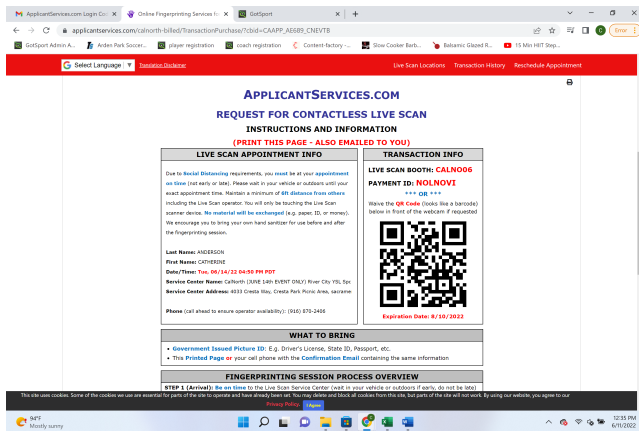 ApplicantServices.com Login Con
Online Fingerprinting Services for
GotSport
applicantservices.com/calnorth-billed/TransactionPurchase/?cbid=CAAPP_AE6B9_CNEVTB
Error
GotSport Admin A...
Arden Park Soccer...
player registration
coach registration
Content-factory -...
Slow Cooker Barb...
Balsamic Glazed R...
15 Min HIIT Step...
Select Language
Translation Disclaimer
Live Scan Locations
Transaction History
Reschedule Appointment
APPLICANTSERVICES.COM
REQUEST FOR CONTACTLESS LIVE SCAN
INSTRUCTIONS AND INFORMATION
(PRINT THIS PAGE - ALSO EMAILED TO YOU)
LIVE SCAN APPOINTMENT INFO
Due to Social Distancing requirements, you must be at your appointment
on time (not early or late). Please wait in your vehicle or outdoors until your
exact appointment time. Maintain a minimum of 6ft distance from others
including the Live Scan operator. You will only be touching the Live Scan
scanner device. No material will be exchanged (e.g. paper, ID, or money).
We encourage you to bring your own hand sanitizer for use before and after
the fingerprinting session.
Last Name: ANDERSON
First Name: CATHERINE
Date/Time: Tue, 06/14/22 04:50 PM PDT
Service Center Name: CalNorth (JUNE 14th EVENT ONLY) River City YSL Spc
Service Center Address: 4033 Cresta Way, Cresta Park Picnic Area, sacrame
Phone (call ahead to ensure operator availability): (916) 870-2408
TRANSACTION INFO
LIVE SCAN BOOTH: CALNO06
PAYMENT ID: NOLNOVI
*** OR ***
Waive the QR Code (looks like a barcode)
below in front of the webcam if requested
Expiration Date: 8/10/2022
WHAT TO BRING
• Government Issued Picture ID: E.g. Driver's License, State ID, Passport, etc.
• This Printed Page or your cell phone with the Confirmation Email containing the same information
FINGERPRINTING SESSION PROCESS OVERVIEW
STEP 1 (Arrival): Be on time to the Live Scan Service Center (wait in your vehicle or outdoors if early, do not be late)
This site uses cookies. Some of the cookies we use are essential for parts of the site to operate and have already been set. You may delete and block all cookies from this site, but parts of the site will not work. By using our website, you agree to our
Privacy Policy.
I Agree
94°F
Mostly sunny
12:35 PM
6/11/2022